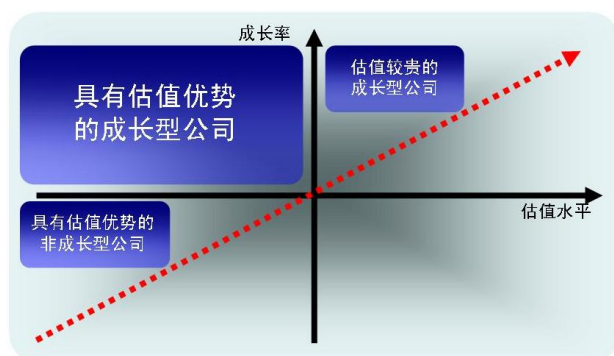 成长率
具有估值优势
的成长型公司
估值较贵的
成长型公司
估值水平
具有估值优势的
非成长型公司